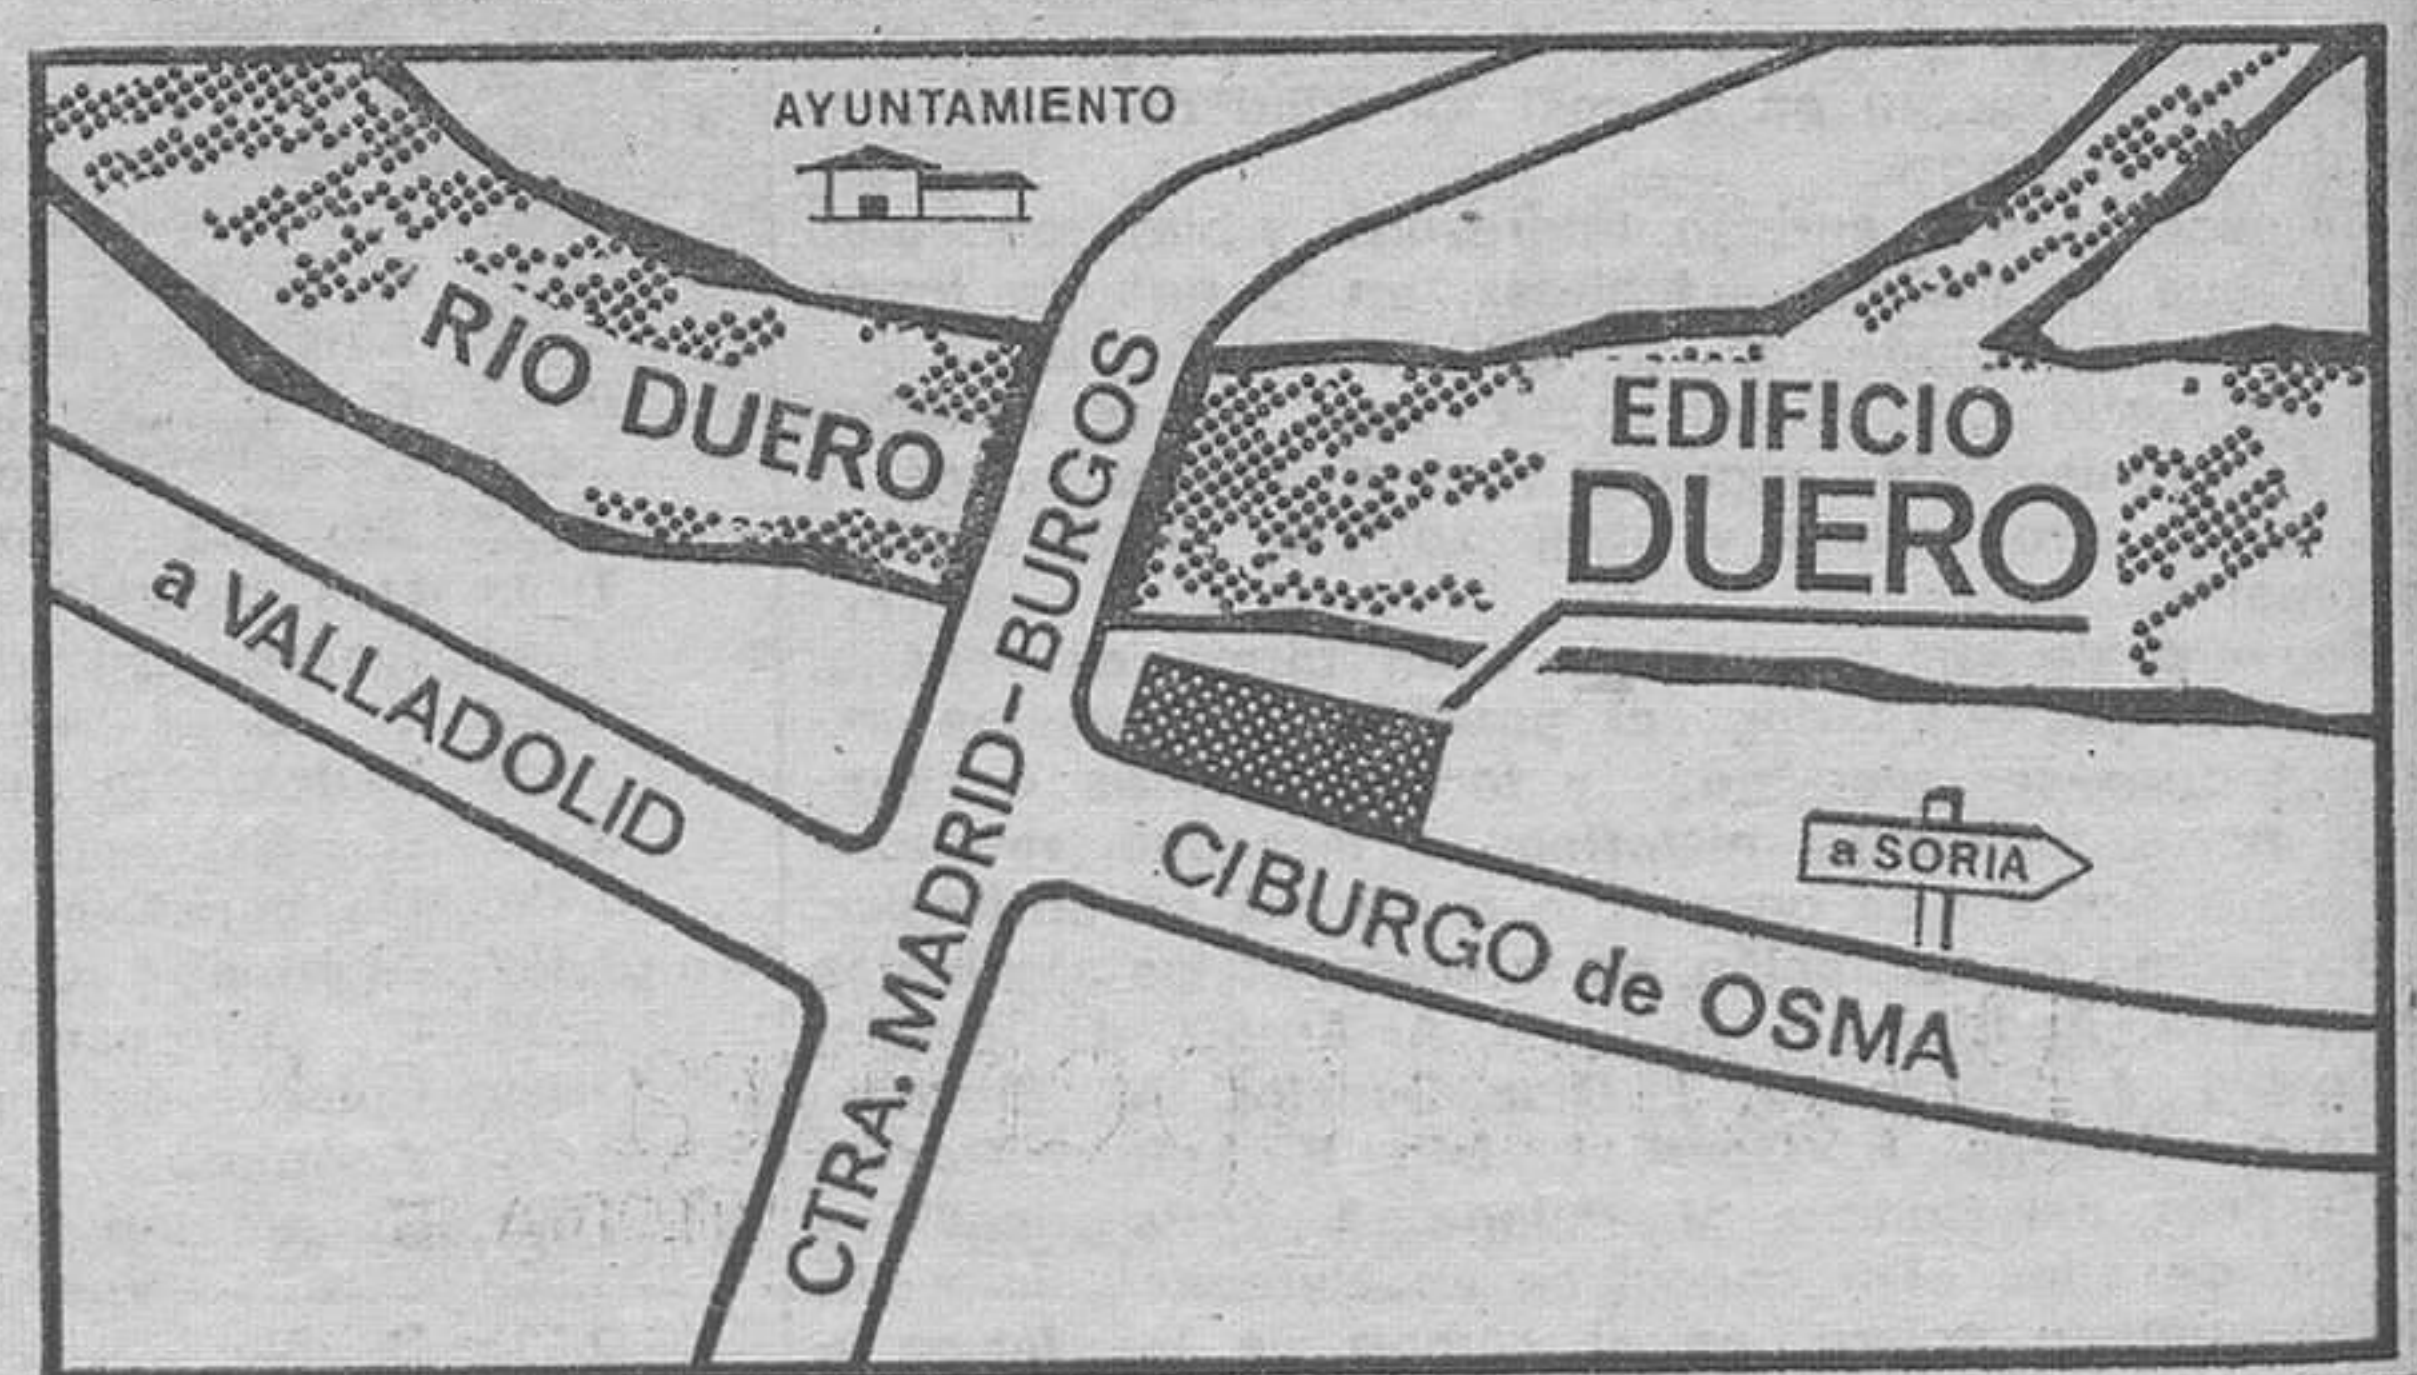 AYUNTAMIENTO
RIO DUERO
EDIFICIO
DUERO
a VALLADOLID
CTRA. MADRID-BURGOS
C/BURGO de OSMA
a SORIA